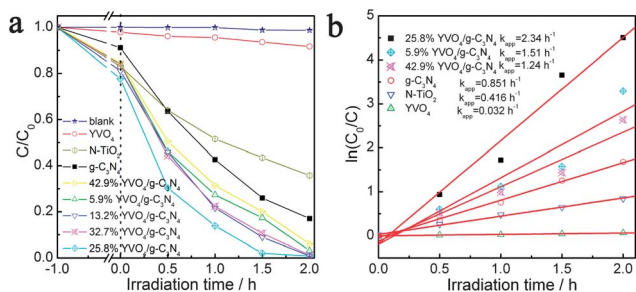 a
C/C₀
1.0
0.8
0.6
0.4
0.2
0.0
blank
YVO₄
N-TiO₂
g-C₃N₄
42.9% YVO₄/g-C₃N₄
5.9% YVO₄/g-C₃N₄
13.2% YVO₄/g-C₃N₄
32.7% YVO₄/g-C₃N₄
25.8% YVO₄/g-C₃N₄
-1.0 0.0 0.5 1.0 1.5 2.0
Irradiation time / h
b
ln(C₀/C)
5
4
3
2
1
0
25.8% YVO₄/g-C₃N₄ kapp=2.34 h⁻¹
5.9% YVO₄/g-C₃N₄ kapp=1.51 h⁻¹
42.9% YVO₄/g-C₃N₄ kapp=1.24 h⁻¹
g-C₃N₄ kapp=0.851 h⁻¹
N-TiO₂ kapp=0.416 h⁻¹
YVO₄ kapp=0.032 h⁻¹
0.0 0.5 1.0 1.5 2.0
Irradiation time / h